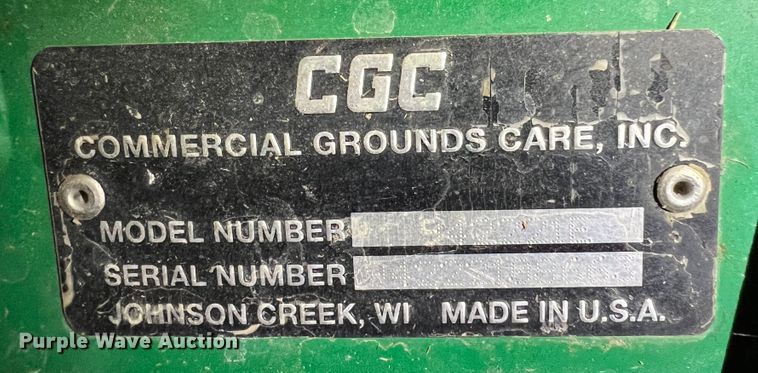 CGC
COMMERCIAL GROUNDS CARE, INC.
MODEL NUMBER
SERIAL NUMBER
JOHNSON CREEK, WI MADE IN U.S.A.
Purple Wave Auction